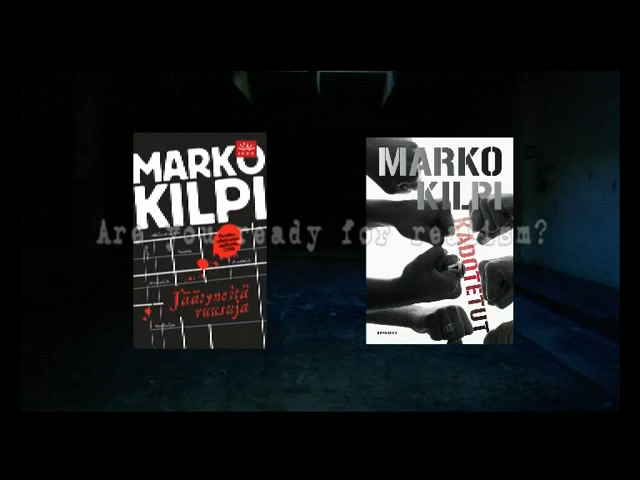 MARKO
KILPI
Jäätyneitä
ruusuja
MARKO
KILPI
KADOTETUT
Are you ready for realism?